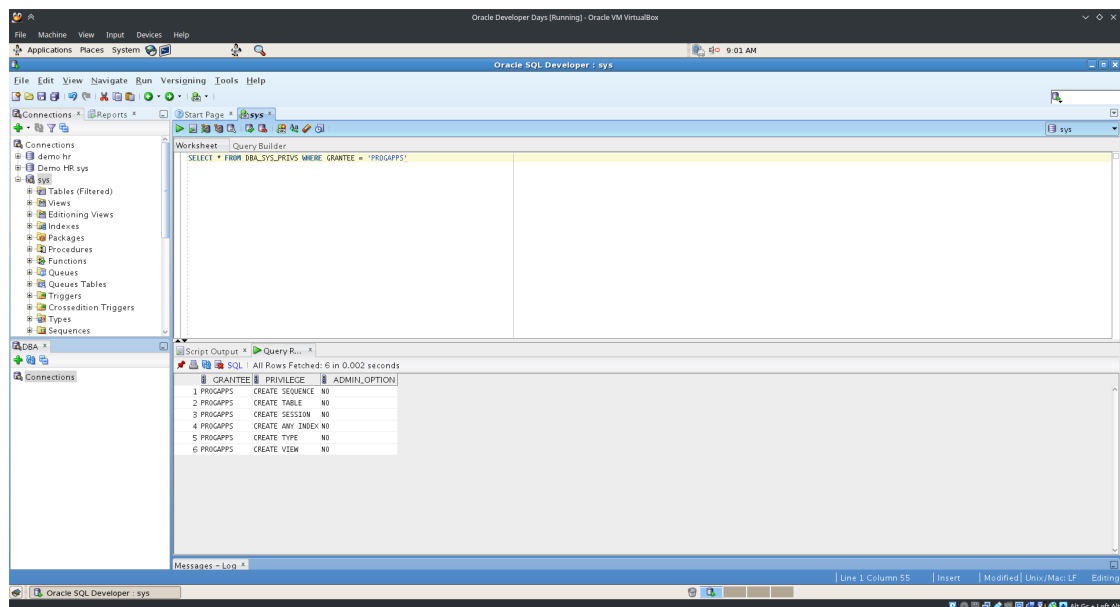 Oracle Developer Days [Running] - Oracle VM VirtualBox
File Machine View Input Devices Help
Applications Places System 9:01 AM
Oracle SQL Developer : sys
File Edit View Navigate Run Versioning Tools Help
Connections Reports
Start Page sys
sys
Worksheet Query Builder
SELECT * FROM DBA_SYS_PRIVS WHERE GRANTEE = 'PROGAPPS'
Connections
demo hr
Demo HR sys
sys
Tables (Filtered)
Views
Editioning Views
Indexes
Packages
Procedures
Functions
Queues
Queues Tables
Triggers
Crossedition Triggers
Types
Sequences
DBA
Connections
Script Output Query R...
SQL All Rows Fetched: 6 in 0.002 seconds
GRANTEE PRIVILEGE ADMIN_OPTION
1 PROGAPPS CREATE SEQUENCE NO
2 PROGAPPS CREATE TABLE NO
3 PROGAPPS CREATE SESSION NO
4 PROGAPPS CREATE ANY INDEX NO
5 PROGAPPS CREATE TYPE NO
6 PROGAPPS CREATE VIEW NO
Messages - Log
Line 1 Column 55 Insert Modified Unix/Mac: LF Editing
Oracle SQL Developer : sys
Alt Gr + Left Alt